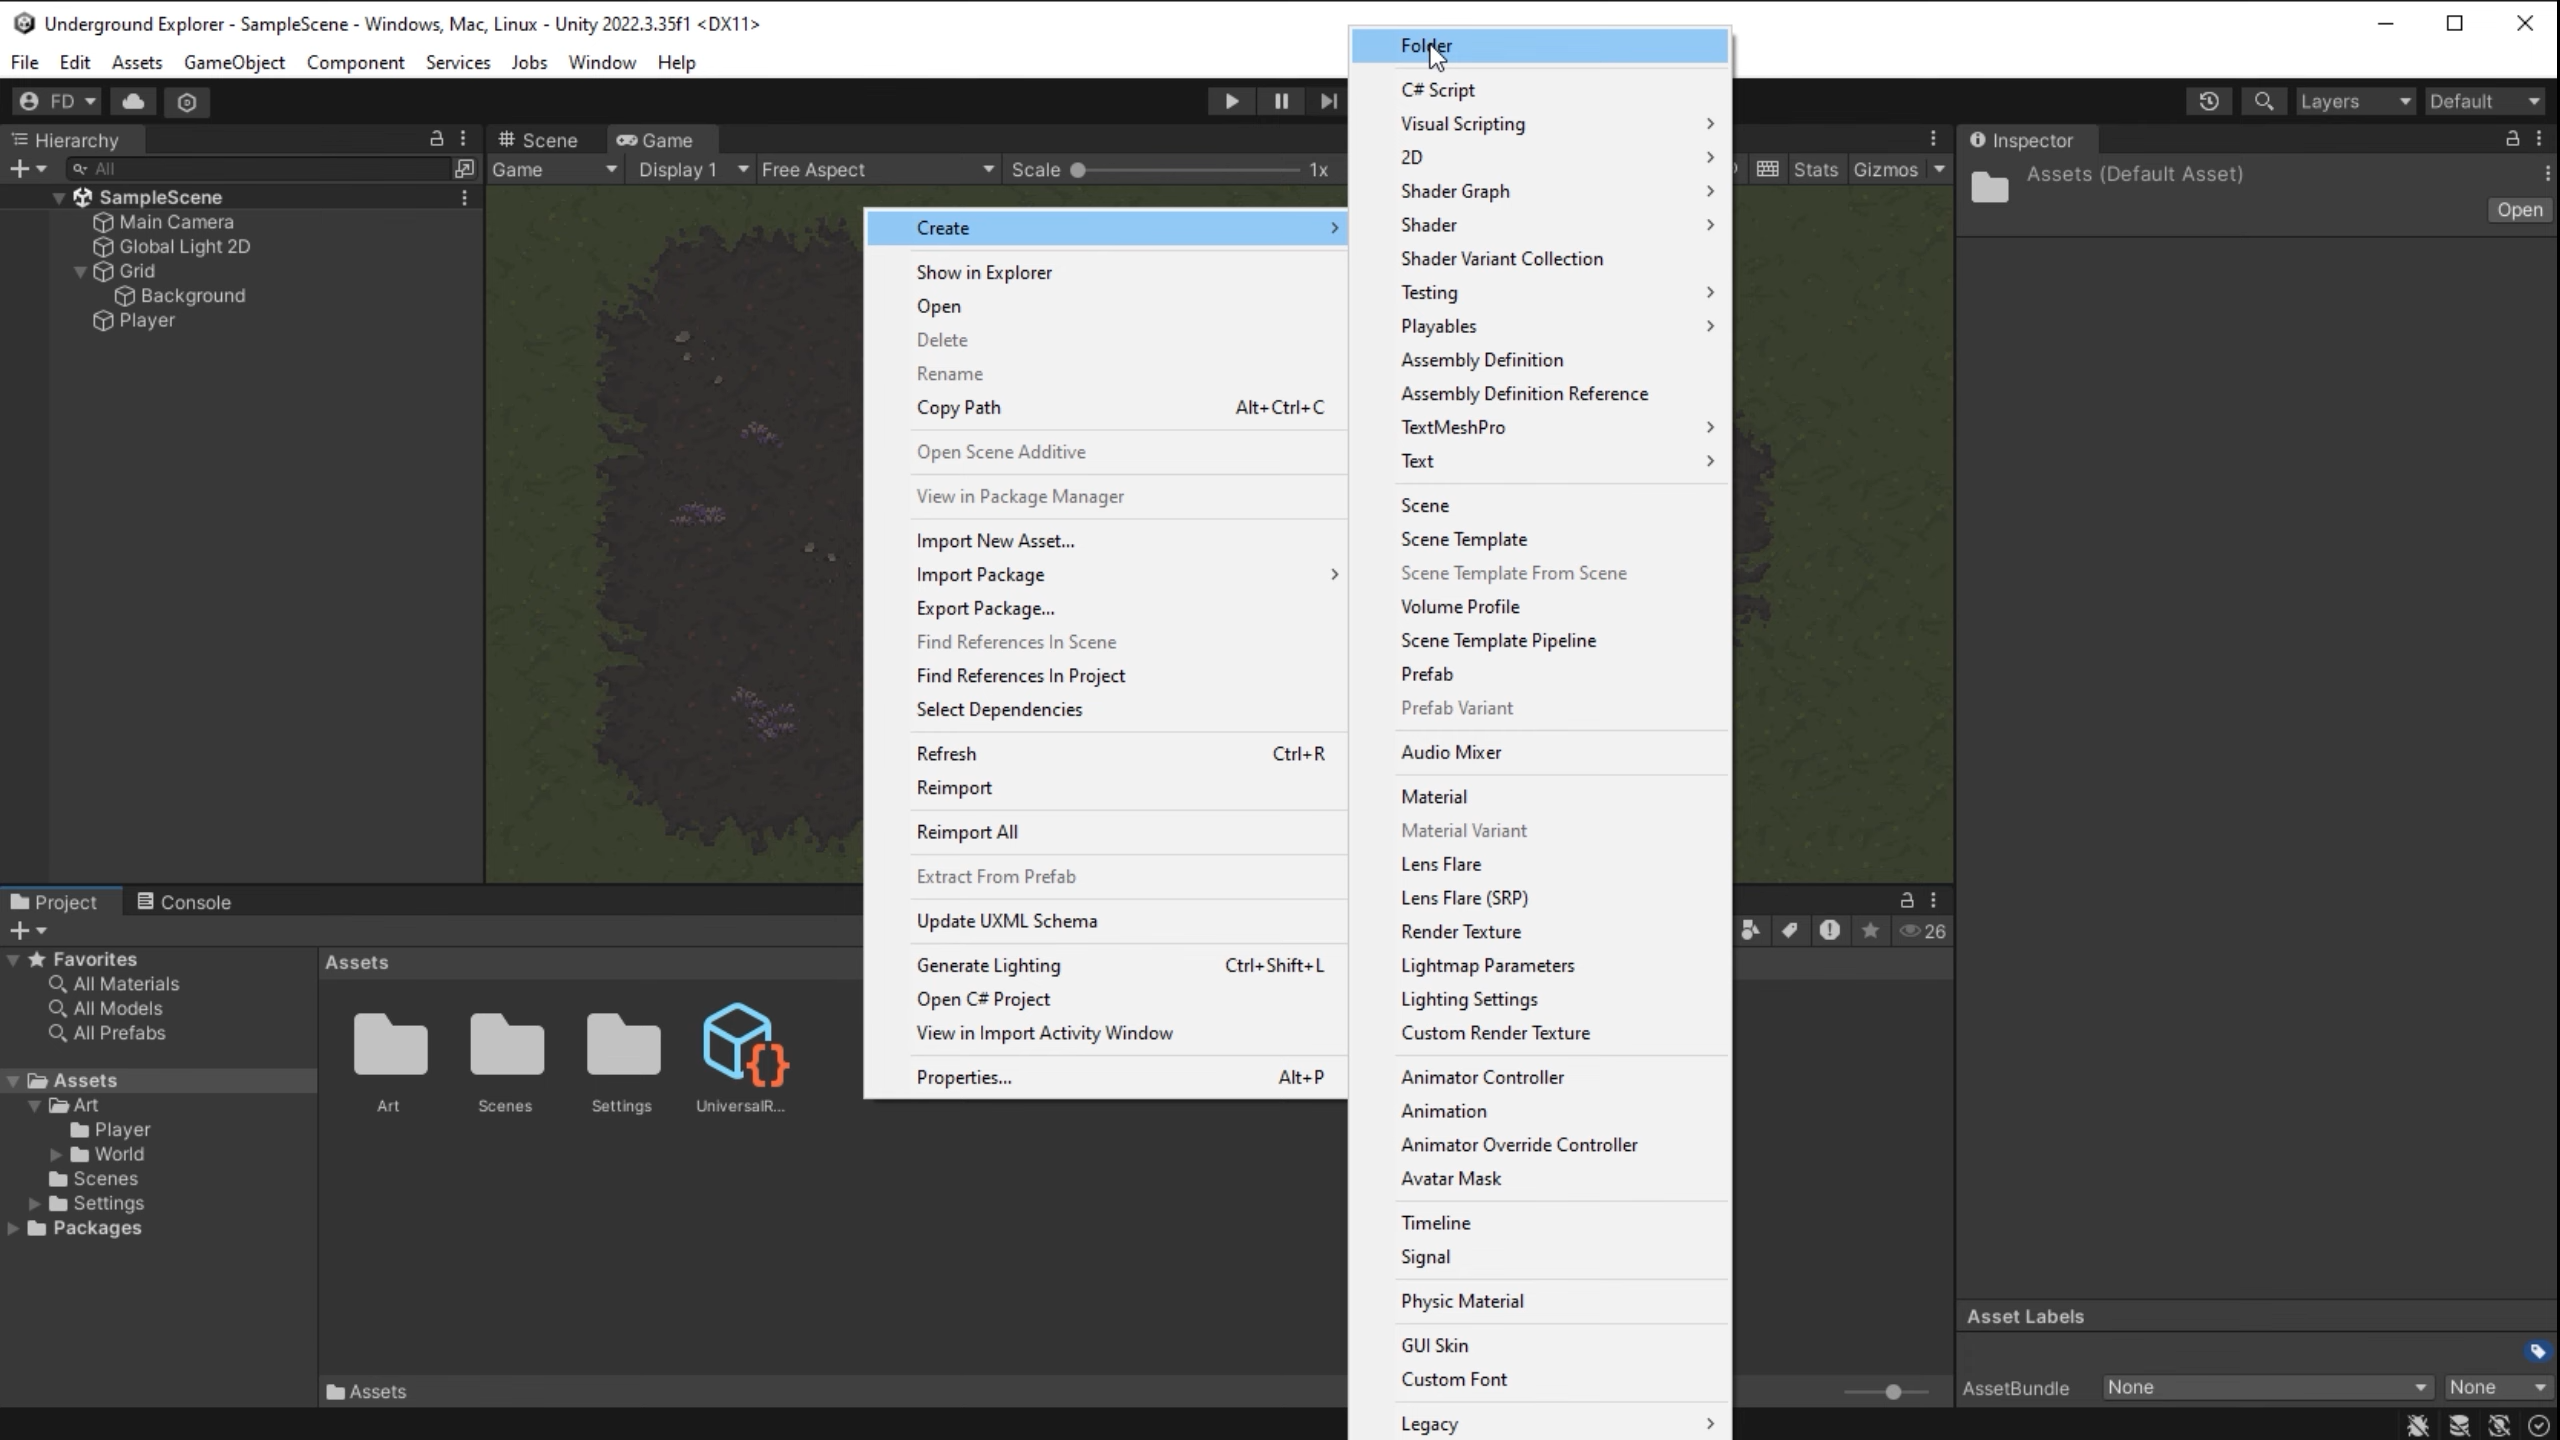 Underground Explorer - SampleScene - Windows, Mac, Linux - Unity 2022.3.35f1 <DX11>
File Edit Assets GameObject Component Services Jobs Window Help
FD
Layers
Default
Hierarchy
All
SampleScene
Main Camera
Global Light 2D
Grid
Background
Player
Scene
Game
Game
Display 1
Free Aspect
Scale
1x
Stats
Gizmos
Create
Show in Explorer
Open
Delete
Rename
Copy Path Alt+Ctrl+C
Open Scene Additive
View in Package Manager
Import New Asset...
Import Package
Export Package...
Find References In Scene
Find References In Project
Select Dependencies
Refresh Ctrl+R
Reimport
Reimport All
Extract From Prefab
Update UXML Schema
Generate Lighting Ctrl+Shift+L
Open C# Project
View in Import Activity Window
Properties... Alt+P
Folder
C# Script
Visual Scripting
2D
Shader Graph
Shader
Shader Variant Collection
Testing
Playables
Assembly Definition
Assembly Definition Reference
TextMeshPro
Text
Scene
Scene Template
Scene Template From Scene
Volume Profile
Scene Template Pipeline
Prefab
Prefab Variant
Audio Mixer
Material
Material Variant
Lens Flare
Lens Flare (SRP)
Render Texture
Lightmap Parameters
Lighting Settings
Custom Render Texture
Animator Controller
Animation
Animator Override Controller
Avatar Mask
Timeline
Signal
Physic Material
GUI Skin
Custom Font
Legacy
Inspector
Assets (Default Asset)
Open
Project
Console
26
Favorites
All Materials
All Models
All Prefabs
Assets
Art
Player
World
Scenes
Settings
Packages
Assets
Art
Scenes
Settings
UniversalR...
Assets
Asset Labels
AssetBundle
None
None